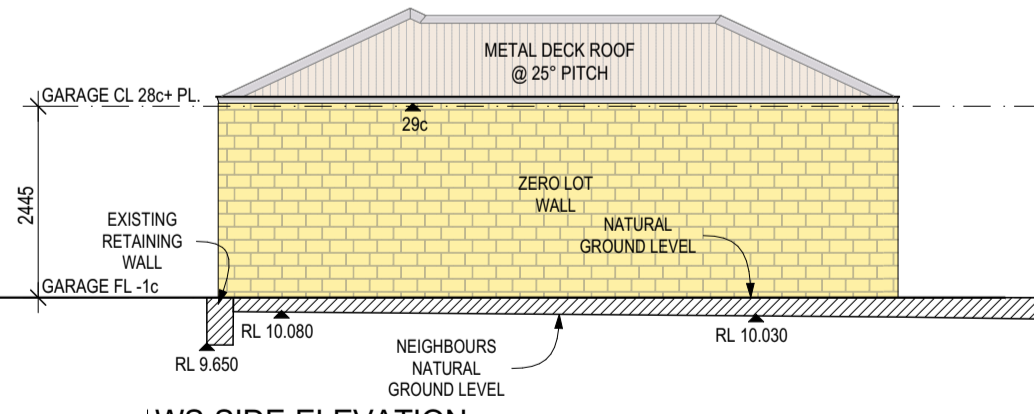 METAL DECK ROOF
@ 25° PITCH
GARAGE CL 28c+ PL.
29c
2445
ZERO LOT
WALL
EXISTING
RETAINING
WALL
NATURAL
GROUND LEVEL
GARAGE FL -1c
RL 10.080
RL 10.030
RL 9.650
NEIGHBOURS
NATURAL
GROUND LEVEL
WS SIDE ELEVATION